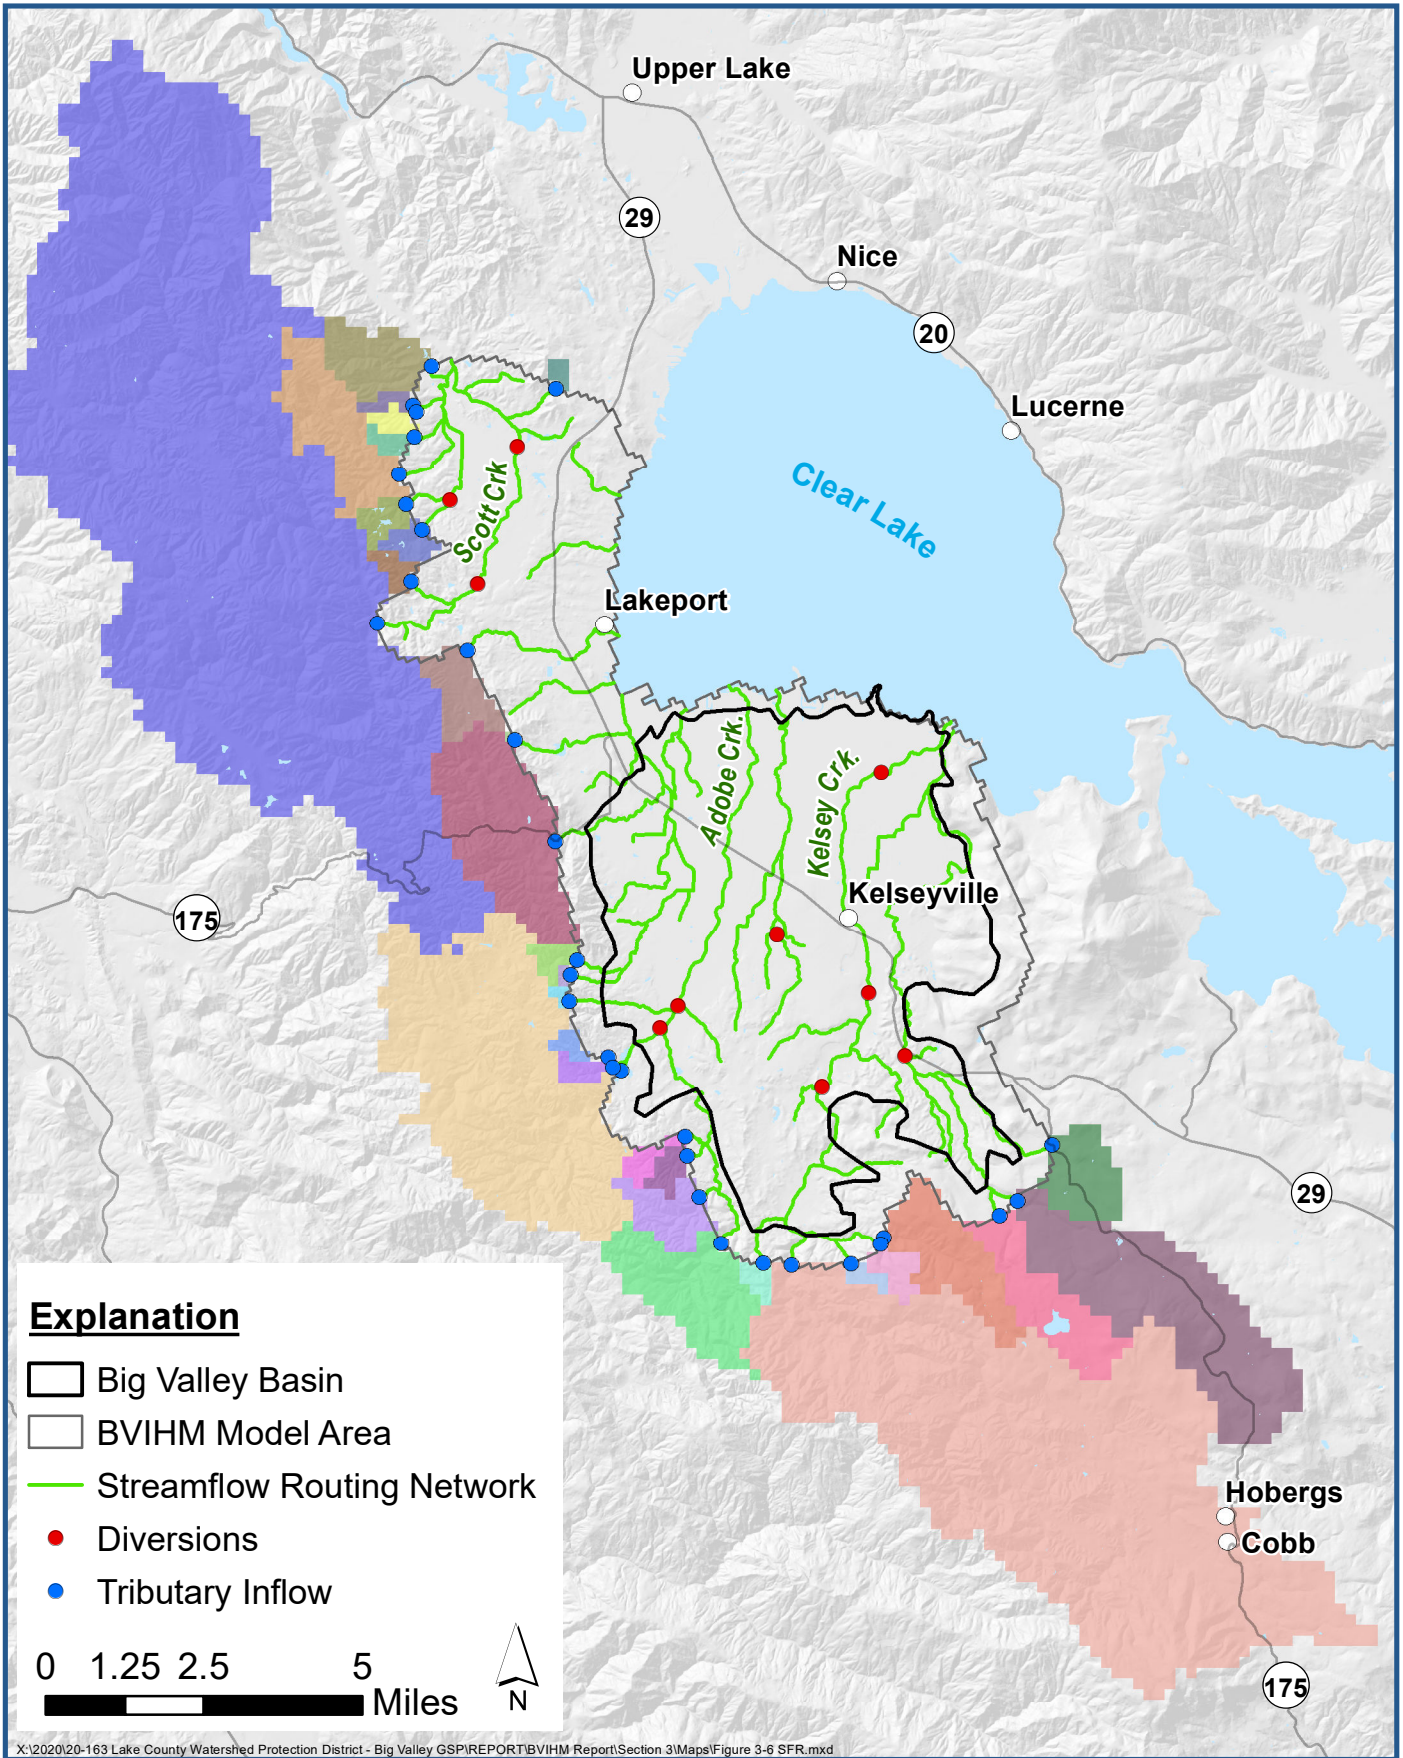 Upper Lake
29
Nice
20
Lucerne
Clear Lake
Scott Crk
Lakeport
Adobe Crk.
Kelsey Crk.
Kelseyville
175
29
Explanation
Big Valley Basin
BVIHM Model Area
Streamflow Routing Network
Diversions
Tributary Inflow
Hobergs
Cobb
0 1.25 2.5 5
Miles
N
175
X:\2020\20-163 Lake County Watershed Protection District - Big Valley GSP\REPORT\BVIHM Report\Section 3\Maps\Figure 3-6 SFR.mxd